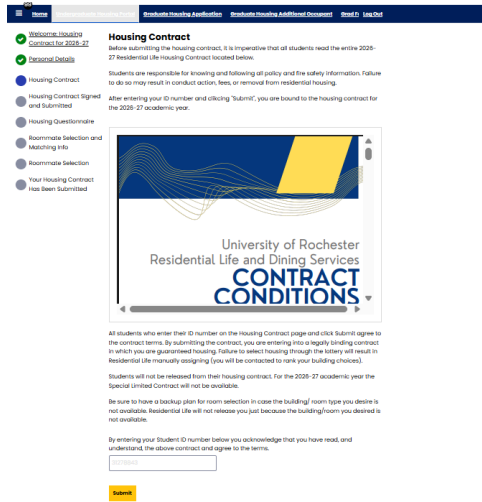 Home
Undergraduate Housing Portal
Graduate Housing Application
Graduate Housing Additional Occupant
Grad h
Log Out
Welcome: Housing
Contract for 2026-27
Personal Details
Housing Contract
Housing Contract Signed
and Submitted
Housing Questionnaire
Roommate Selection and
Matching Info
Roommate Selection
Your Housing Contract
Has Been Submitted
Housing Contract
Before submitting the housing contract, it is imperative that all students read the entire 2026-
27 Residential Life Housing Contract located below.
Students are responsible for knowing and following all policy and fire safety information. Failure
to do so may result in conduct action, fees, or removal from residential housing.
After entering your ID number and clikcing "Submit", you are bound to the housing contract for
the 2026-27 academic year.
University of Rochester
Residential Life and Dining Services
CONTRACT
CONDITIONS
All students who enter their ID number on the Housing Contract page and click Submit agree to
the contract terms. By submitting the contract, you are entering into a legally binding contract
in which you are guaranteed housing. Failure to select housing through the lottery will result in
Residential Life manually assigning (you will be contacted to rank your building choices).
Students will not be released from their housing contract. For the 2026-27 academic year the
Special Limited Contract will not be available.
Be sure to have a backup plan for room selection in case the building/ room type you desire is
not available. Residential Life will not release you just because the building/room you desired is
not available.
By entering your Student ID number below you acknowledge that you have read, and
understand, the above contract and agree to the terms.
Submit